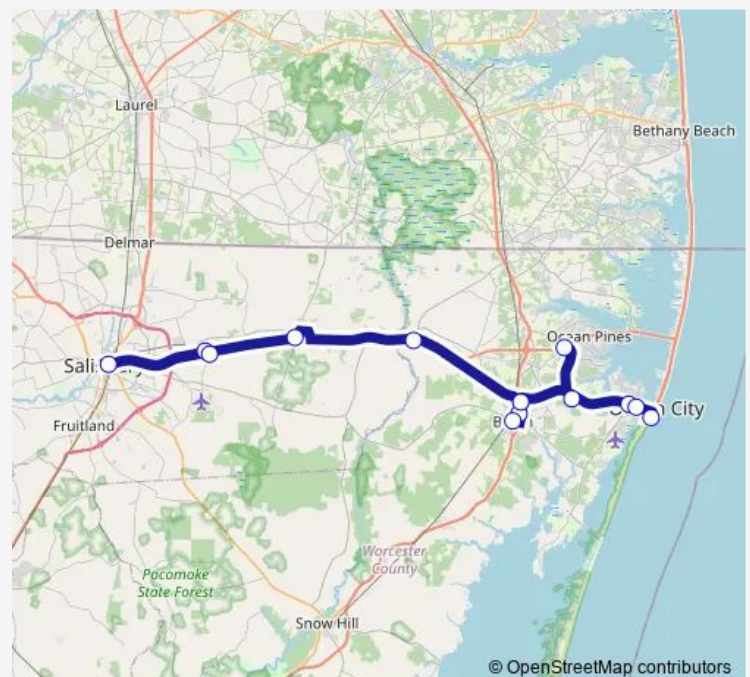 Laurel
Bethany Beach
Delmar
Ocean Pines
City
Fruitland
Worcester
County
Pocomoke
State Forest
Snow Hill
© OpenStreetMap contributors